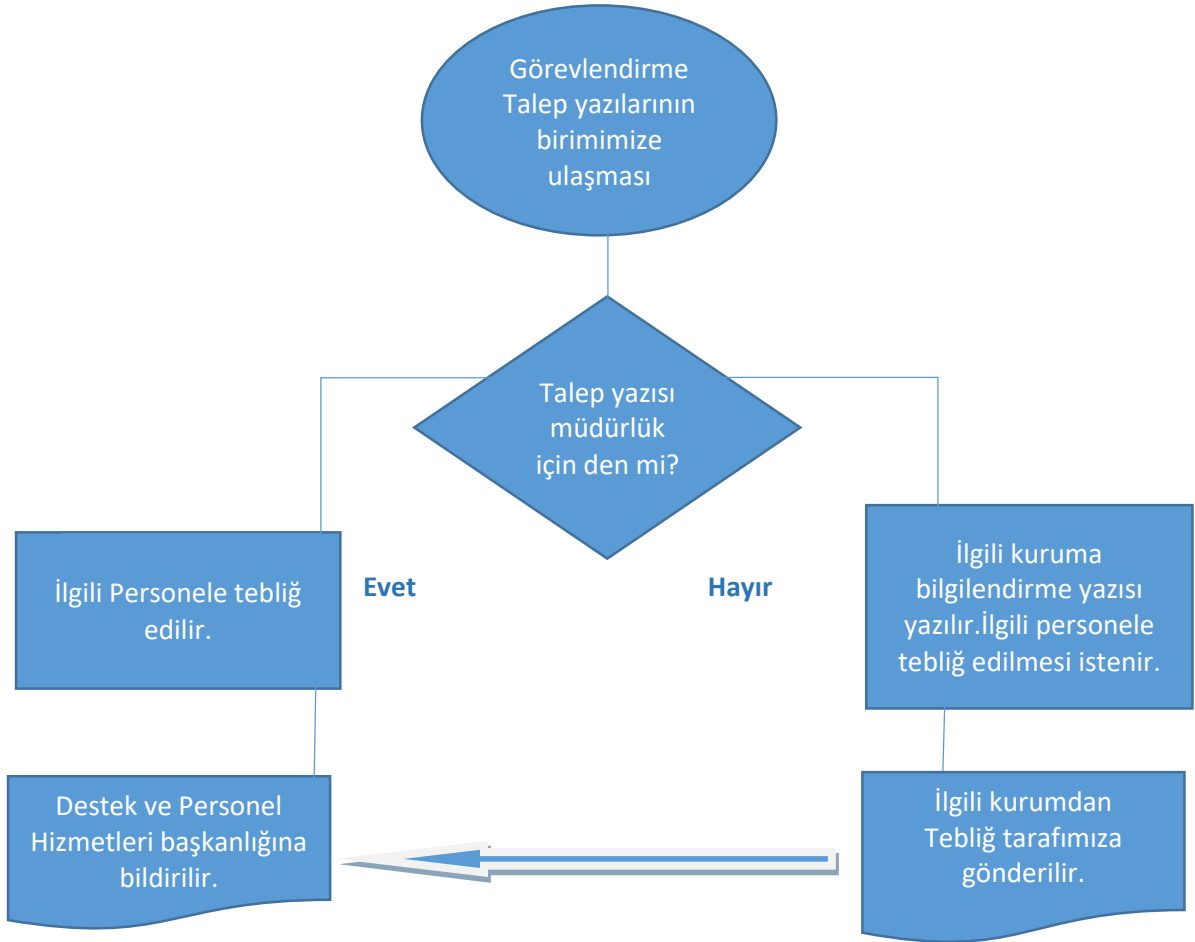 Görevlendirme
Talep yazılarının
birimimize
ulaşması
Talep yazısı
müdürlük
için den mi?
Evet
Hayır
İlgili Personele tebliğ
edilir.
İlgili kuruma
bilgilendirme yazısı
yazılır.İlgili personele
tebliğ edilmesi istenir.
Destek ve Personel
Hizmetleri başkanlığına
bildirilir.
İlgili kurumdan
Tebliğ tarafımıza
gönderilir.